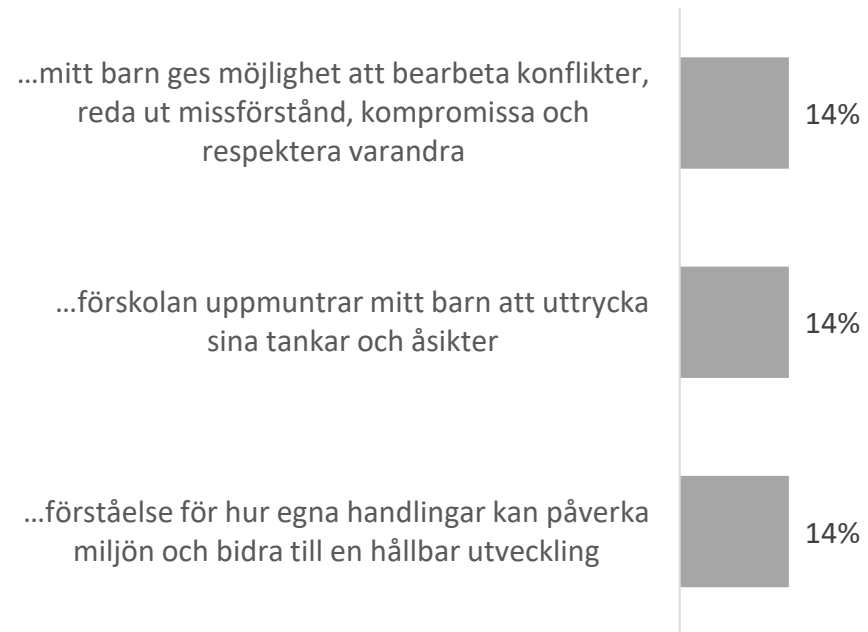 …mitt barn ges möjlighet att bearbeta konflikter,
reda ut missförstånd, kompromissa och
respektera varandra
14%
…förskolan uppmuntrar mitt barn att uttrycka
sina tankar och åsikter
14%
…förståelse för hur egna handlingar kan påverka
miljön och bidra till en hållbar utveckling
14%